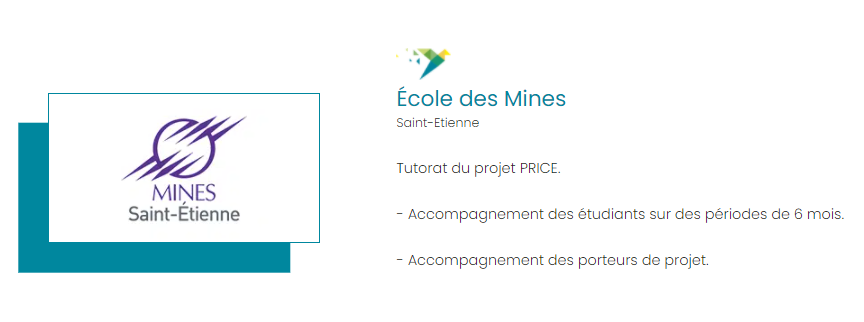 MINES
Saint-Étienne
École des Mines
Saint-Etienne
Tutorat du projet PRICE.
- Accompagnement des étudiants sur des périodes de 6 mois.
- Accompagnement des porteurs de projet.